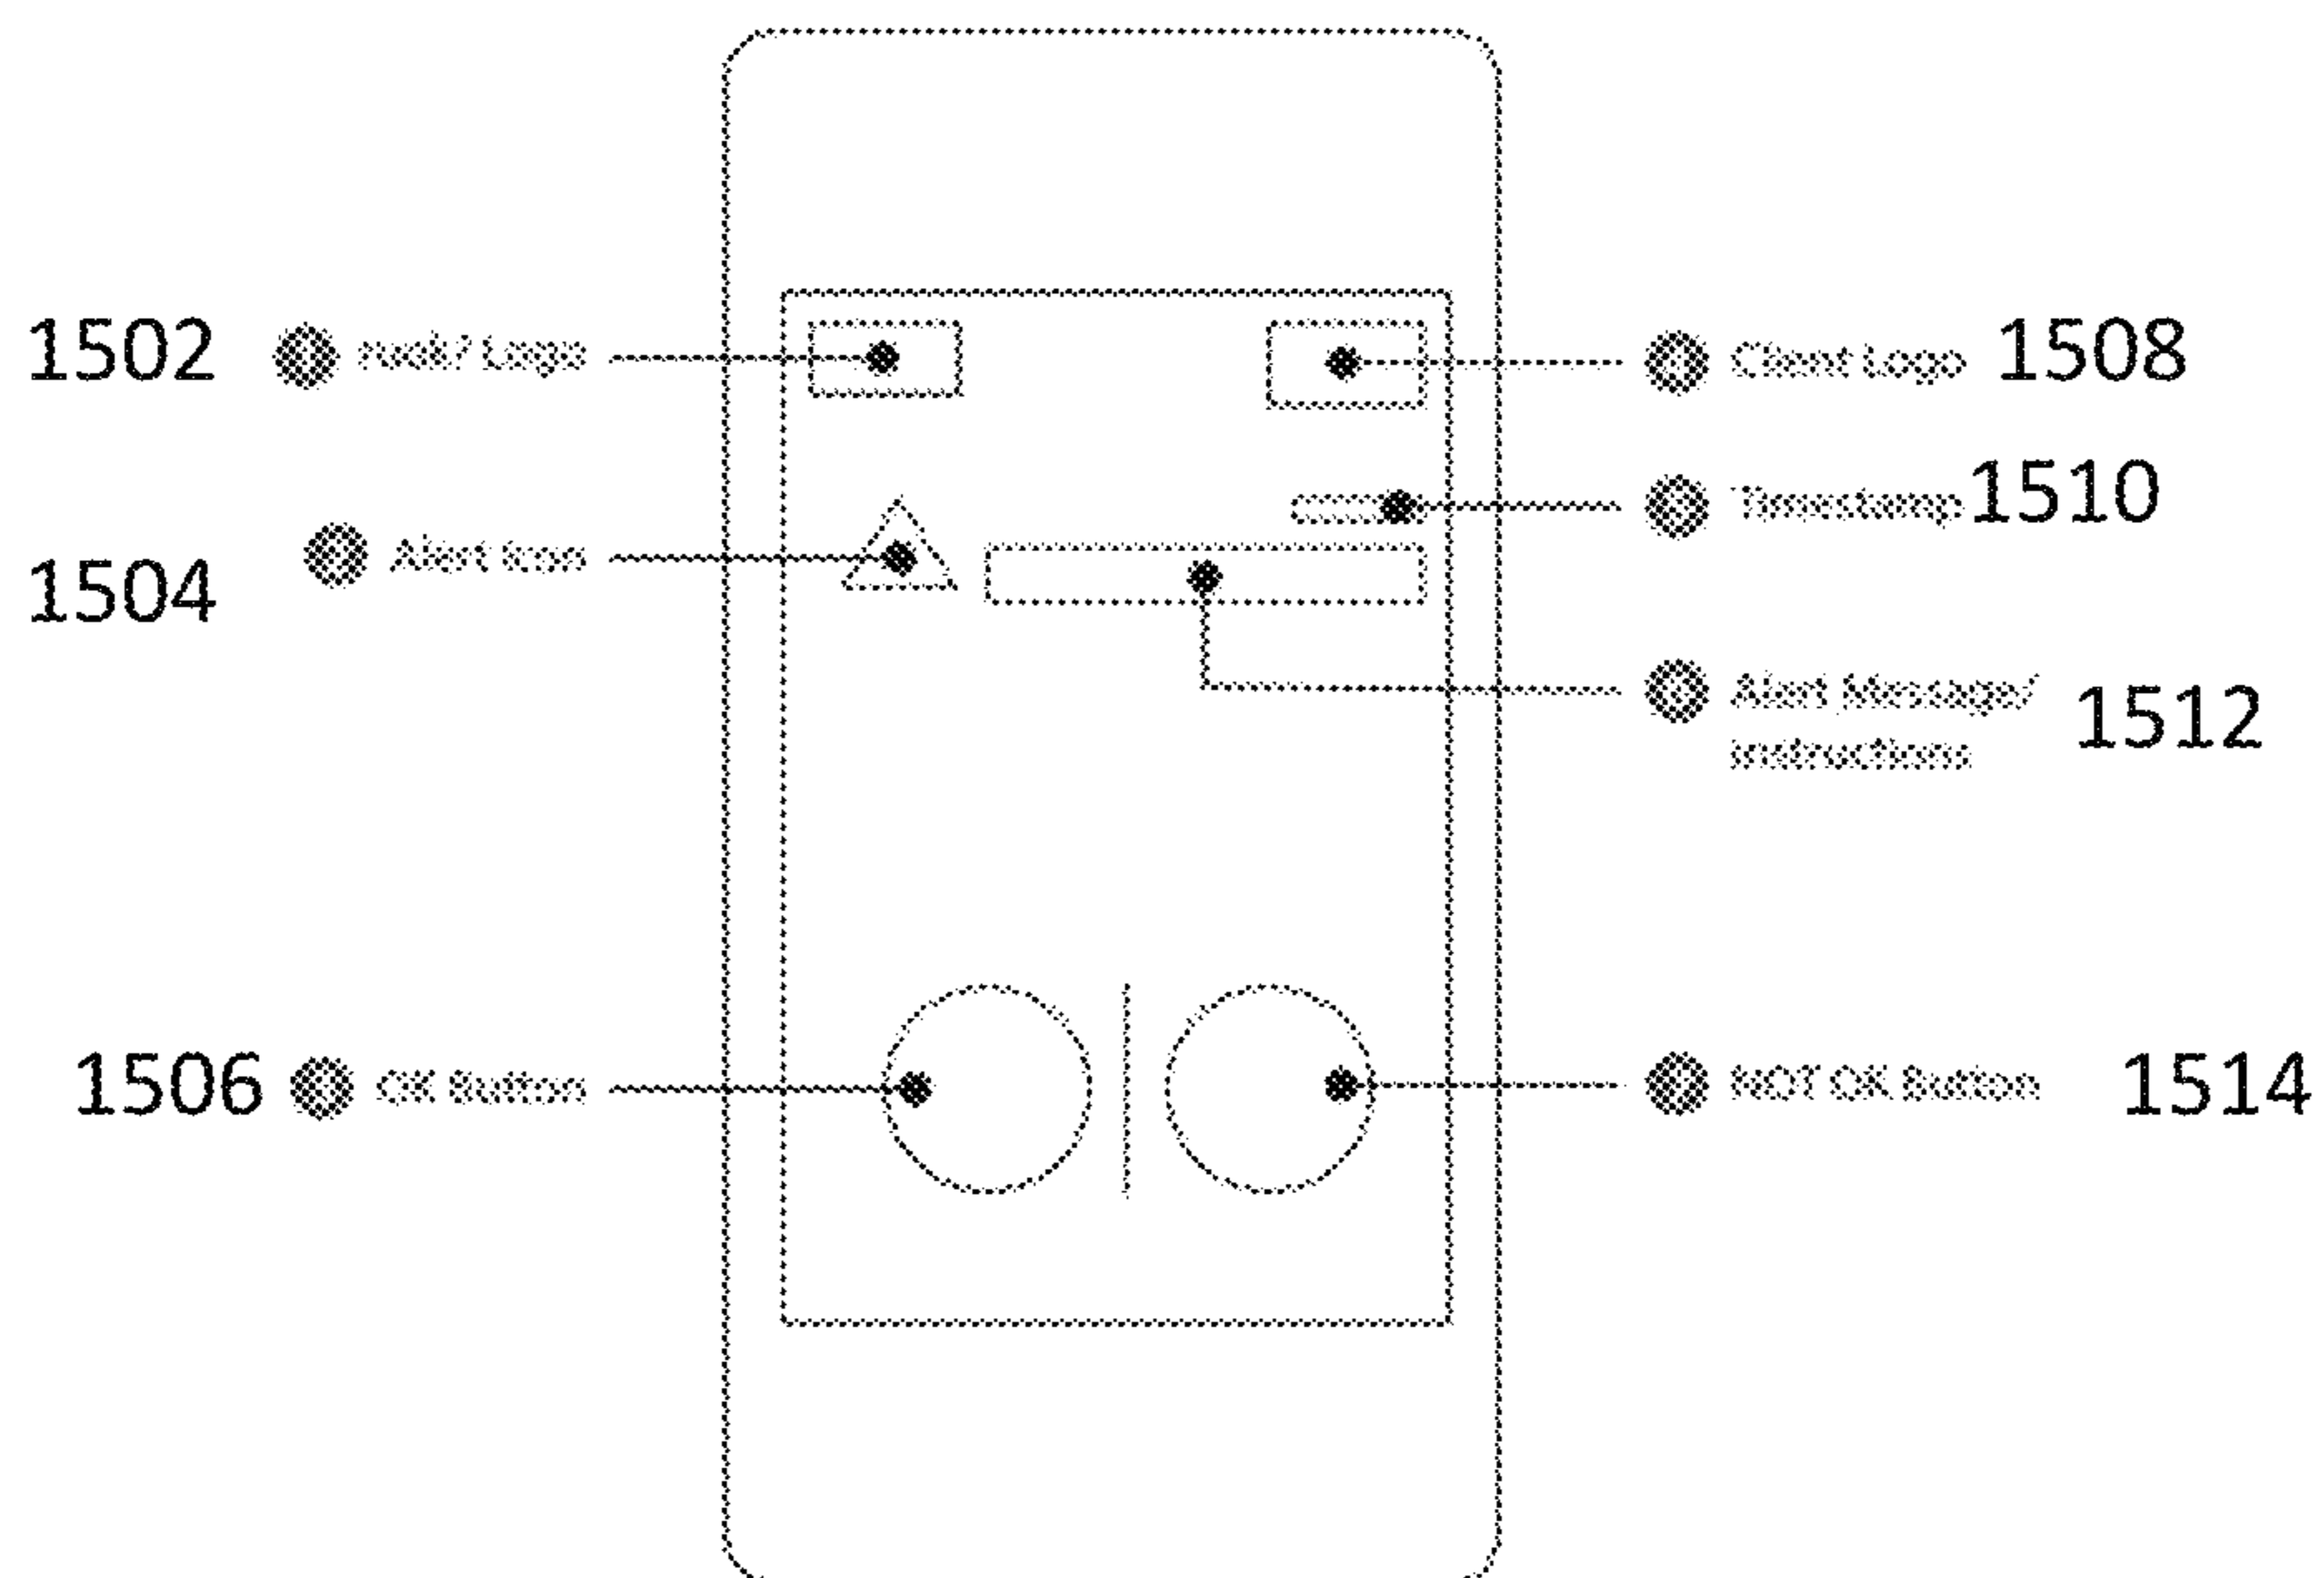 1502 Logo
1508 Client Logo
1510 Timestamp
1504 Alert Icon
1512 Alert Message/
Instructions
1506 OK Button
1514 NOT OK Button